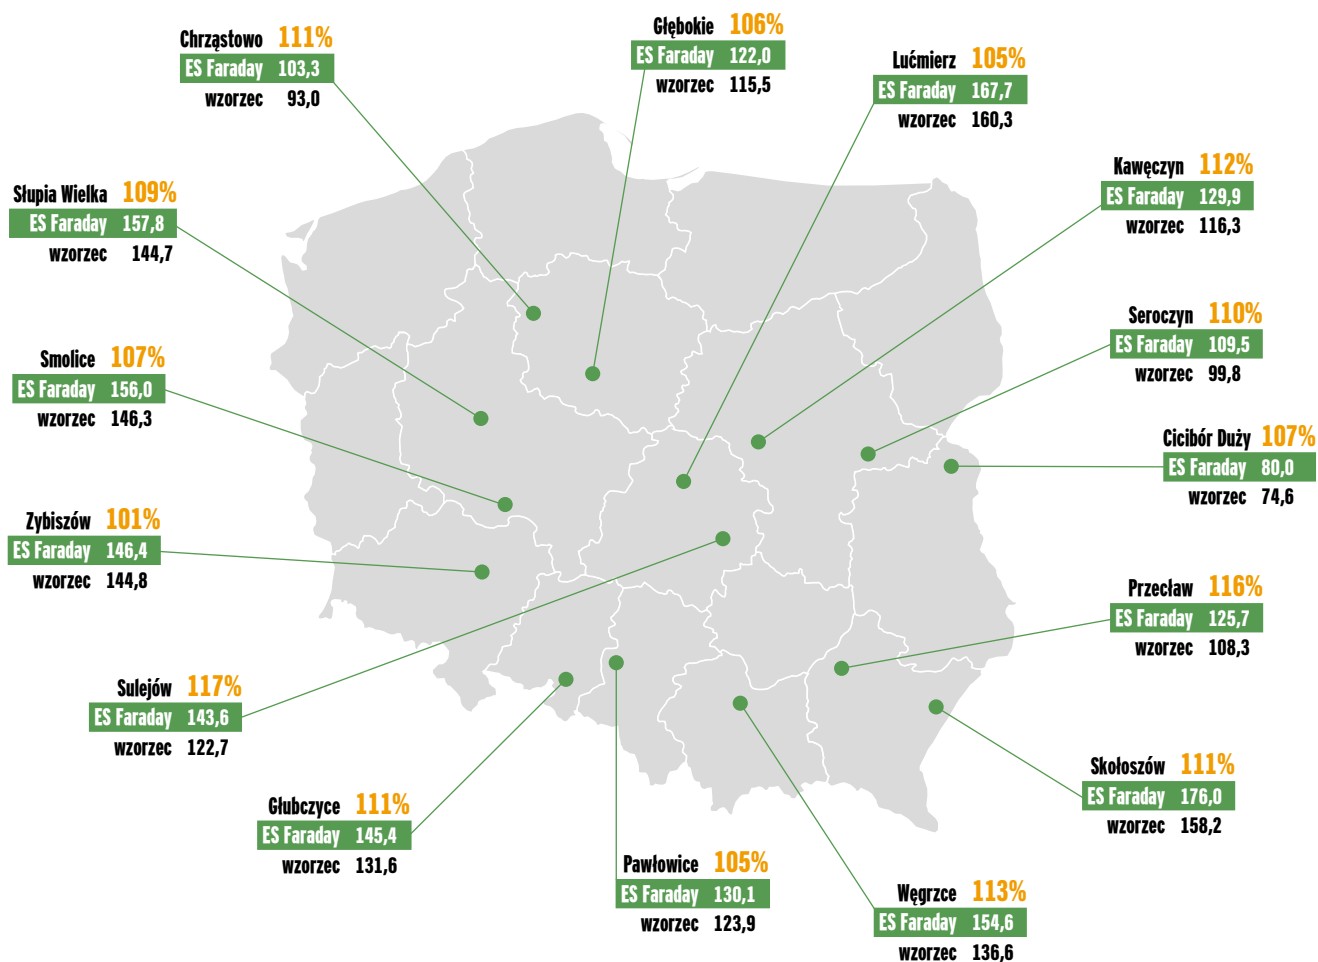 Chrząstowo 111%
ES Faraday 103,3
wzorzec 93,0
Głębokie 106%
ES Faraday 122,0
wzorzec 115,5
Lućmierz 105%
ES Faraday 167,7
wzorzec 160,3
Kawęczyn 112%
ES Faraday 129,9
wzorzec 116,3
Słupia Wielka 109%
ES Faraday 157,8
wzorzec 144,7
Seroczyn 110%
ES Faraday 109,5
wzorzec 99,8
Smolice 107%
ES Faraday 156,0
wzorzec 146,3
Cicibór Duży 107%
ES Faraday 80,0
wzorzec 74,6
Zybiszów 101%
ES Faraday 146,4
wzorzec 144,8
Przecław 116%
ES Faraday 125,7
wzorzec 108,3
Sulejów 117%
ES Faraday 143,6
wzorzec 122,7
Skołoszów 111%
ES Faraday 176,0
wzorzec 158,2
Głubczyce 111%
ES Faraday 145,4
wzorzec 131,6
Pawłowice 105%
ES Faraday 130,1
wzorzec 123,9
Węgrzce 113%
ES Faraday 154,6
wzorzec 136,6